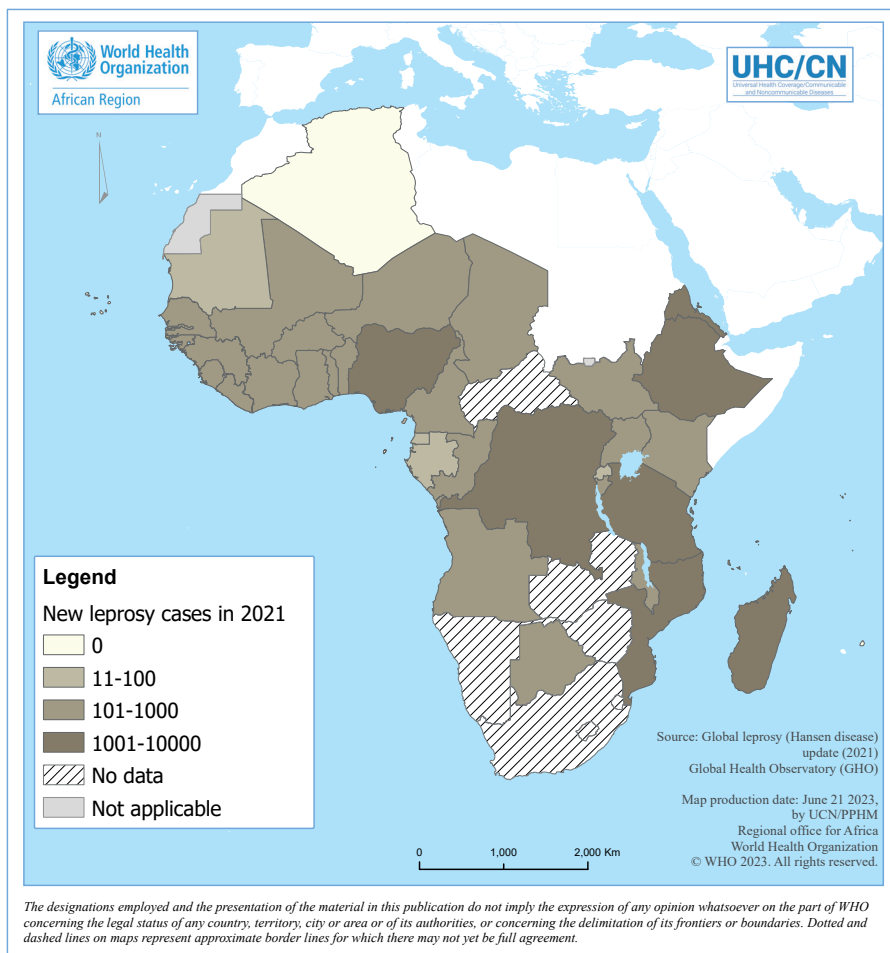 World Health
Organization
African Region
UHC/CN
Universal Health Coverage/Communicable
and Noncommunicable Diseases
N
Legend
New leprosy cases in 2021
0
11-100
101-1000
1001-10000
No data
Not applicable
Source: Global leprosy (Hansen disease)
update (2021)
Global Health Observatory (GHO)
Map production date: June 21 2023,
by UCN/PPHM
Regional office for Africa
World Health Organization
© WHO 2023. All rights reserved.
0 1,000 2,000 Km
The designations employed and the presentation of the material in this publication do not imply the expression of any opinion whatsoever on the part of WHO
concerning the legal status of any country, territory, city or area or of its authorities, or concerning the delimitation of its frontiers or boundaries. Dotted and
dashed lines on maps represent approximate border lines for which there may not yet be full agreement.